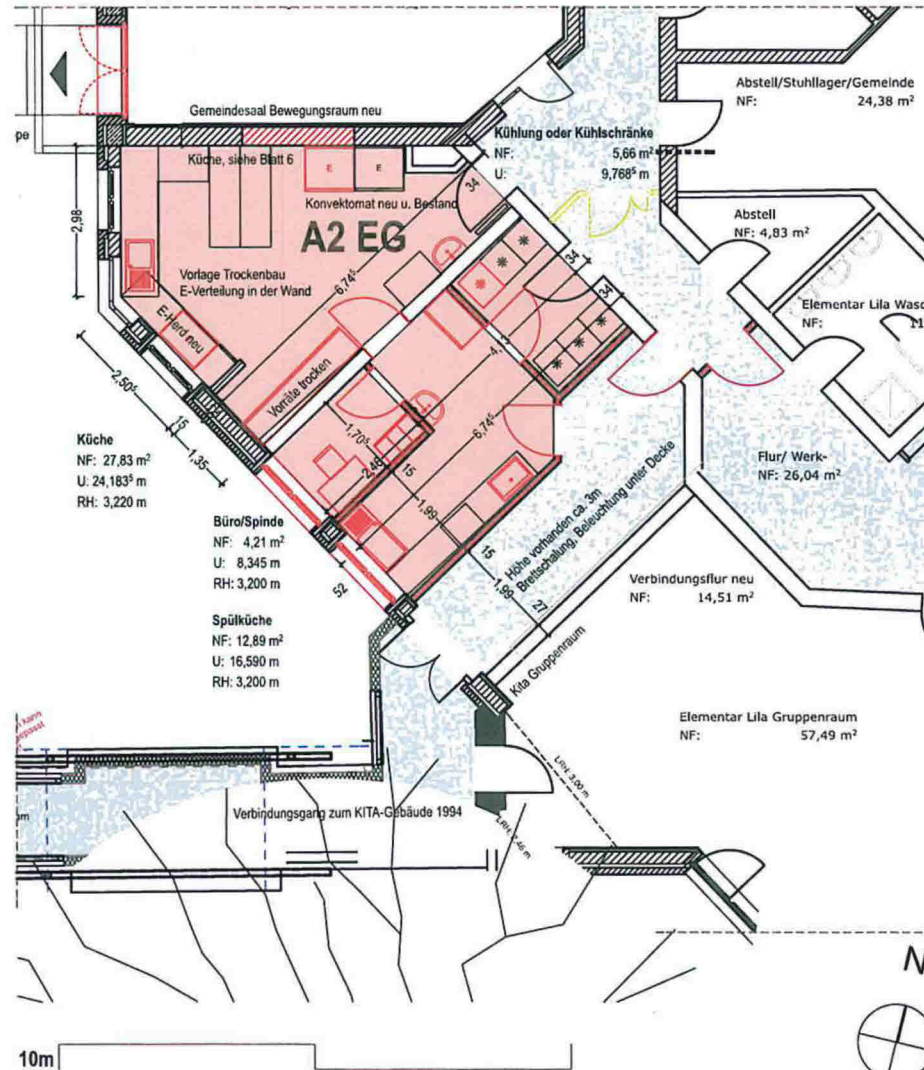 Abstell/Stuhllager/Gemeinde
NF: 24,38 m²
Gemeindesaal Bewegungsraum neu
pe
Kühlung oder Kühlschränke
NF: 5,66 m²
U: 9,768⁵ m
Küche, siehe Blatt 6
E
E
Konvektomat neu u. Bestand
A2 EG
34
2,98
Abstell
NF: 4,83 m²
Vorlage Trockenbau
E-Verteilung in der Wand
6,74⁵
34
34
Elementar Lila Wasc
NF: 11
E-Herd neu
Vorräte trocken
2,50⁵
15
1,35
1,70⁵
2,48
15
6,74⁵
1,99
Küche
NF: 27,83 m²
U: 24,183⁵ m
RH: 3,220 m
Flur/ Werk-
NF: 26,04 m²
Büro/Spinde
NF: 4,21 m²
U: 8,345 m
RH: 3,200 m
Höhe vorhanden ca. 3m
Brettschalung, Beleuchtung unter Decke
15
1,99
27
52
Verbindungsflur neu
NF: 14,51 m²
Spülküche
NF: 12,89 m²
U: 16,590 m
RH: 3,200 m
Kita Gruppenraum
Elementar Lila Gruppenraum
NF: 57,49 m²
kann
epasst
LRH: 3,00 m
Verbindungsgang zum KITA-Gebäude 1994
N
10m